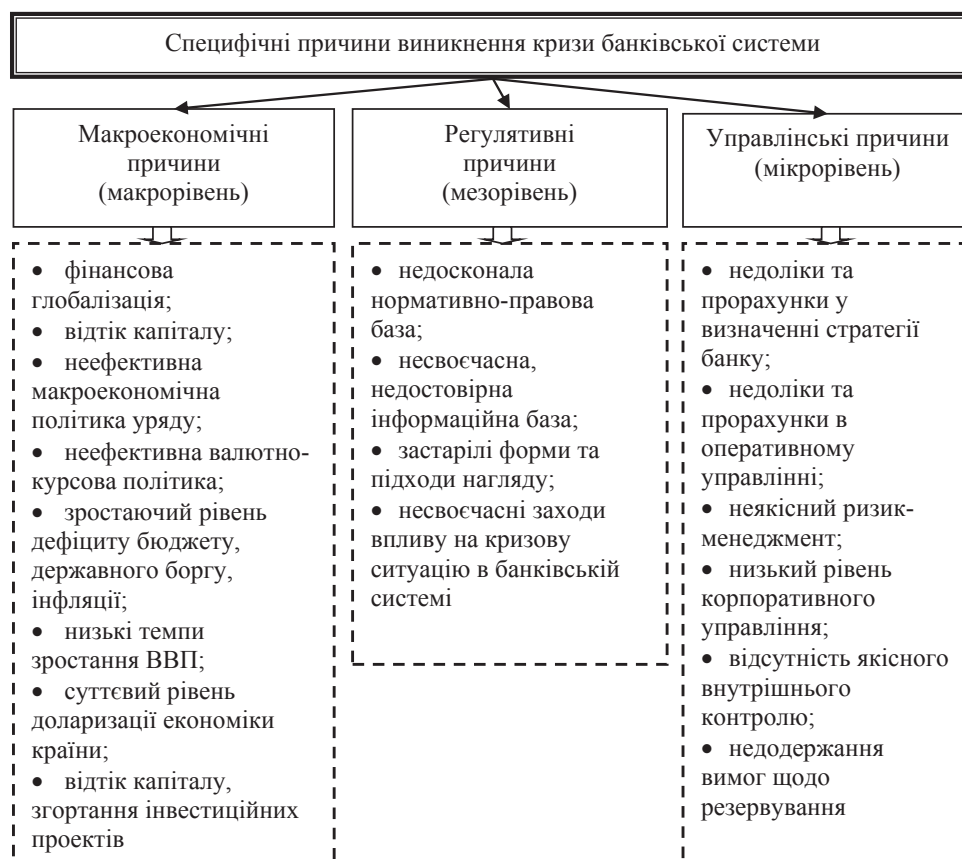 Специфічні причини виникнення кризи банківської системи
Макроекономічні
причини
(макрорівень)
Регулятивні
причини
(мезорівень)
Управлінські причини
(мікрорівень)
• фінансова
глобалізація;
• відтік капіталу;
• неефективна
макроекономічна
політика уряду;
• неефективна валютно-
курсова політика;
• зростаючий рівень
дефіциту бюджету,
державного боргу,
інфляції;
• низькі темпи
зростання ВВП;
• суттєвий рівень
доларизації економіки
країни;
• відтік капіталу,
згортання інвестиційних
проектів
• недосконала
нормативно-правова
база;
• несвоєчасна,
недостовірна
інформаційна база;
• застарілі форми та
підходи нагляду;
• несвоєчасні заходи
впливу на кризову
ситуацію в банківській
системі
• недоліки та
прорахунки у
визначенні стратегії
банку;
• недоліки та
прорахунки в
оперативному
управлінні;
• неякісний ризик-
менеджмент;
• низький рівень
корпоративного
управління;
• відсутність якісного
внутрішнього
контролю;
• недодержання
вимог щодо
резервування